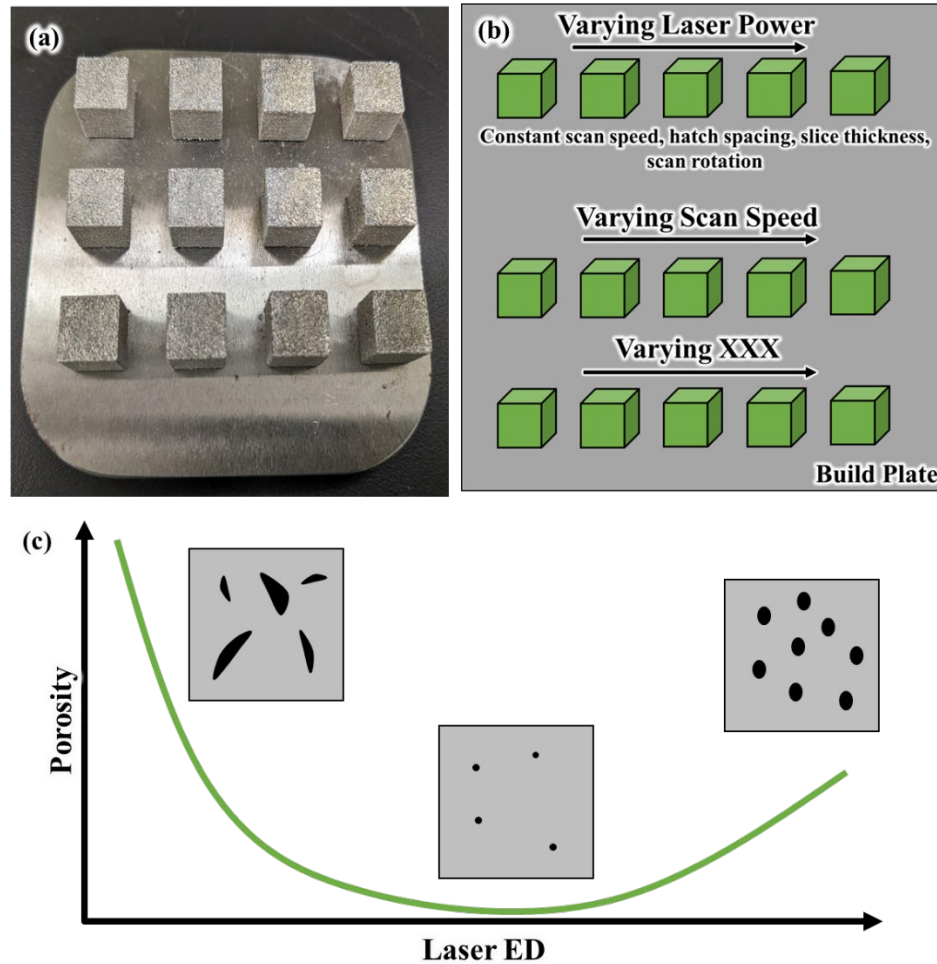 (a)
(b)
Varying Laser Power
Constant scan speed, hatch spacing, slice thickness,
scan rotation
Varying Scan Speed
Varying XXX
Build Plate
(c)
Porosity
Laser ED